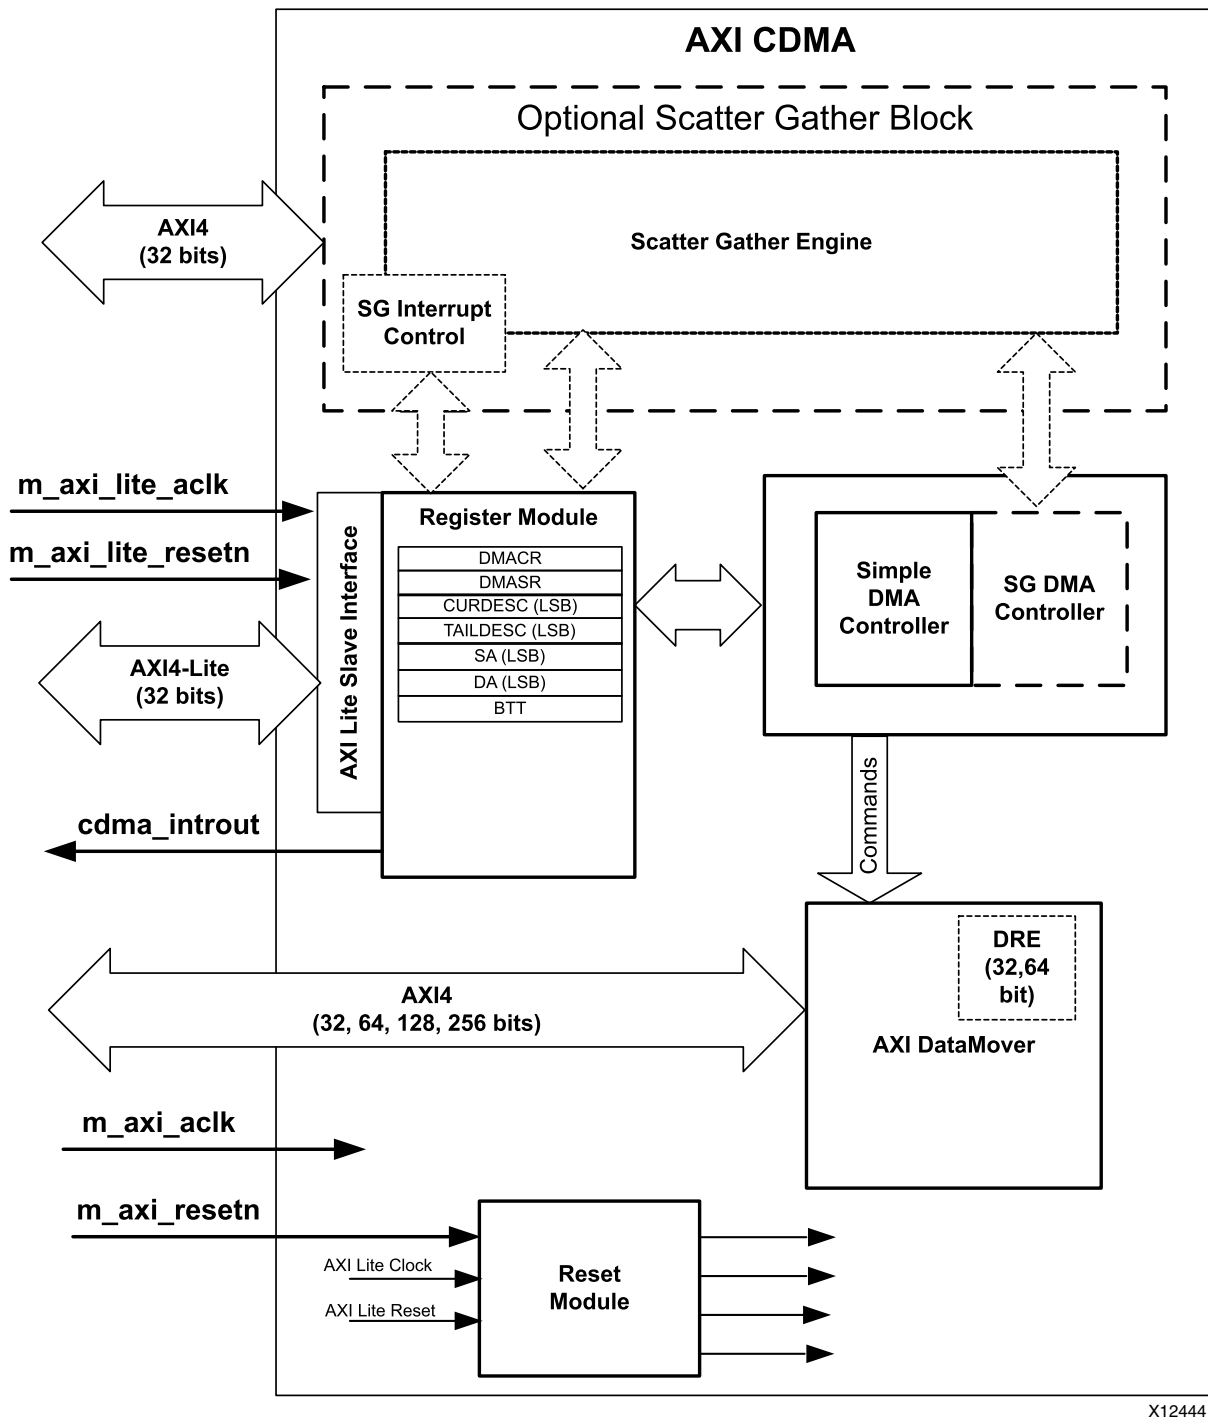 AXI CDMA
Optional Scatter Gather Block
Scatter Gather Engine
AXI4
(32 bits)
SG Interrupt
Control
m_axi_lite_aclk
m_axi_lite_resetn
AXI4-Lite
(32 bits)
cdma_introut
AXI Lite Slave Interface
Register Module
DMACR
DMASR
CURDESC (LSB)
TAILDESC (LSB)
SA (LSB)
DA (LSB)
BTT
Simple
DMA
Controller
SG DMA
Controller
Commands
DRE
(32,64
bit)
AXI DataMover
AXI4
(32, 64, 128, 256 bits)
m_axi_aclk
m_axi_resetn
AXI Lite Clock
AXI Lite Reset
Reset
Module
X12444